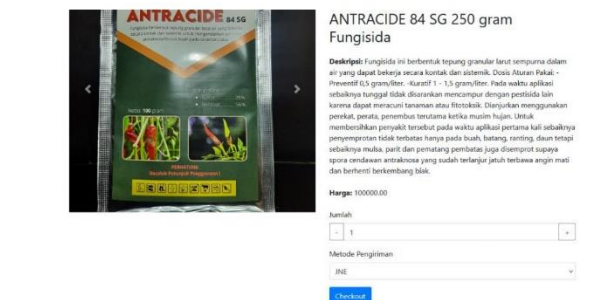 ANTRACIDE 84 SG
ANTRACIDE 84 SG 250 gram
Fungisida
Deskripsi: Fungisida ini berbentuk tepung granular larut sempurna dalam
air yang dapat bekerja secara kontak dan sistemik. Dosis Aturan Pakai: -
Preventif 0,5 gram/liter. -Kuratif 1 - 1,5 gram/liter. Pada waktu aplikasi
sebaiknya tunggal tidak disarankan mencampur dengan pestisida lain
karena dapat meracuni tanaman atau fitotoksik. Dianjurkan menggunakan
perekat, perata, penembus terutama ketika musim hujan. Untuk
membersihkan penyakit tersebut pada waktu aplikasi pertama kali sebaiknya
penyemprotan tidak terbatas hanya pada buah, batang, ranting, daun tetapi
sebaiknya mulsa, parit dan pematang pembatas juga disemprot supaya
spora cendawan antraknosa yang sudah terlanjur jatuh terbawa angin mati
dan berhenti berkembang biak.
Harga: 100000.00
Jumlah
- 1 +
Metode Pengiriman
JNE
Checkout